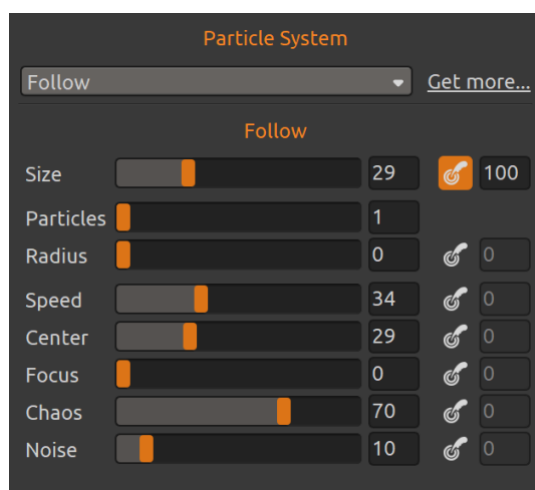 Particle System
Follow Get more...
Follow
Size 29 100
Particles 1
Radius 0 0
Speed 34 0
Center 29 0
Focus 0 0
Chaos 70 0
Noise 10 0